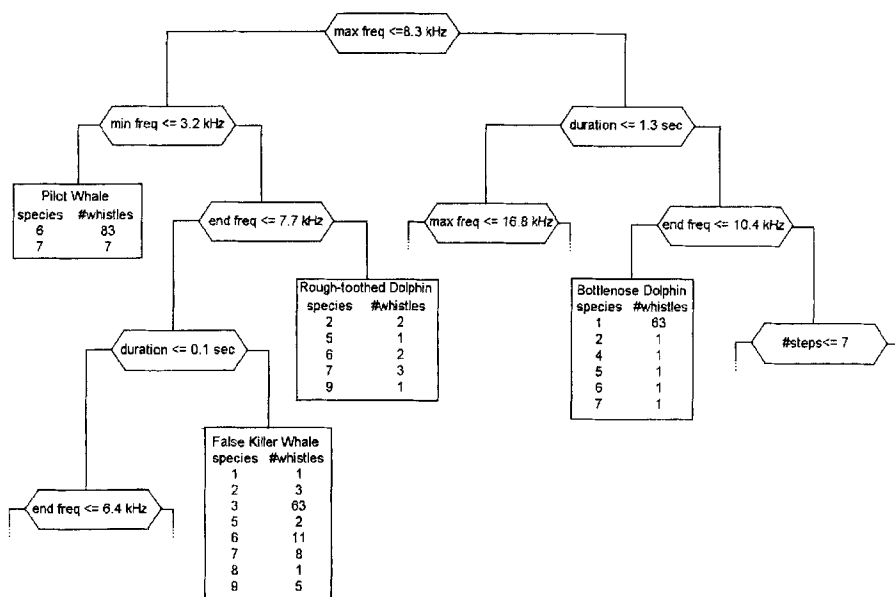 max freq <=8.3 kHz
min freq <= 3.2 kHz
duration <= 1.3 sec
Pilot Whale
species #whistles
6 83
7 7
end freq <= 7.7 kHz
max freq <= 16.8 kHz
end freq <= 10.4 kHz
Rough-toothed Dolphin
species #whistles
2 2
5 1
6 2
7 3
9 1
Bottlenose Dolphin
species #whistles
1 63
2 1
4 1
5 1
6 1
7 1
duration <= 0.1 sec
#steps<= 7
False Killer Whale
species #whistles
1 1
2 3
3 63
5 2
6 11
7 8
8 1
9 5
end freq <= 6.4 kHz